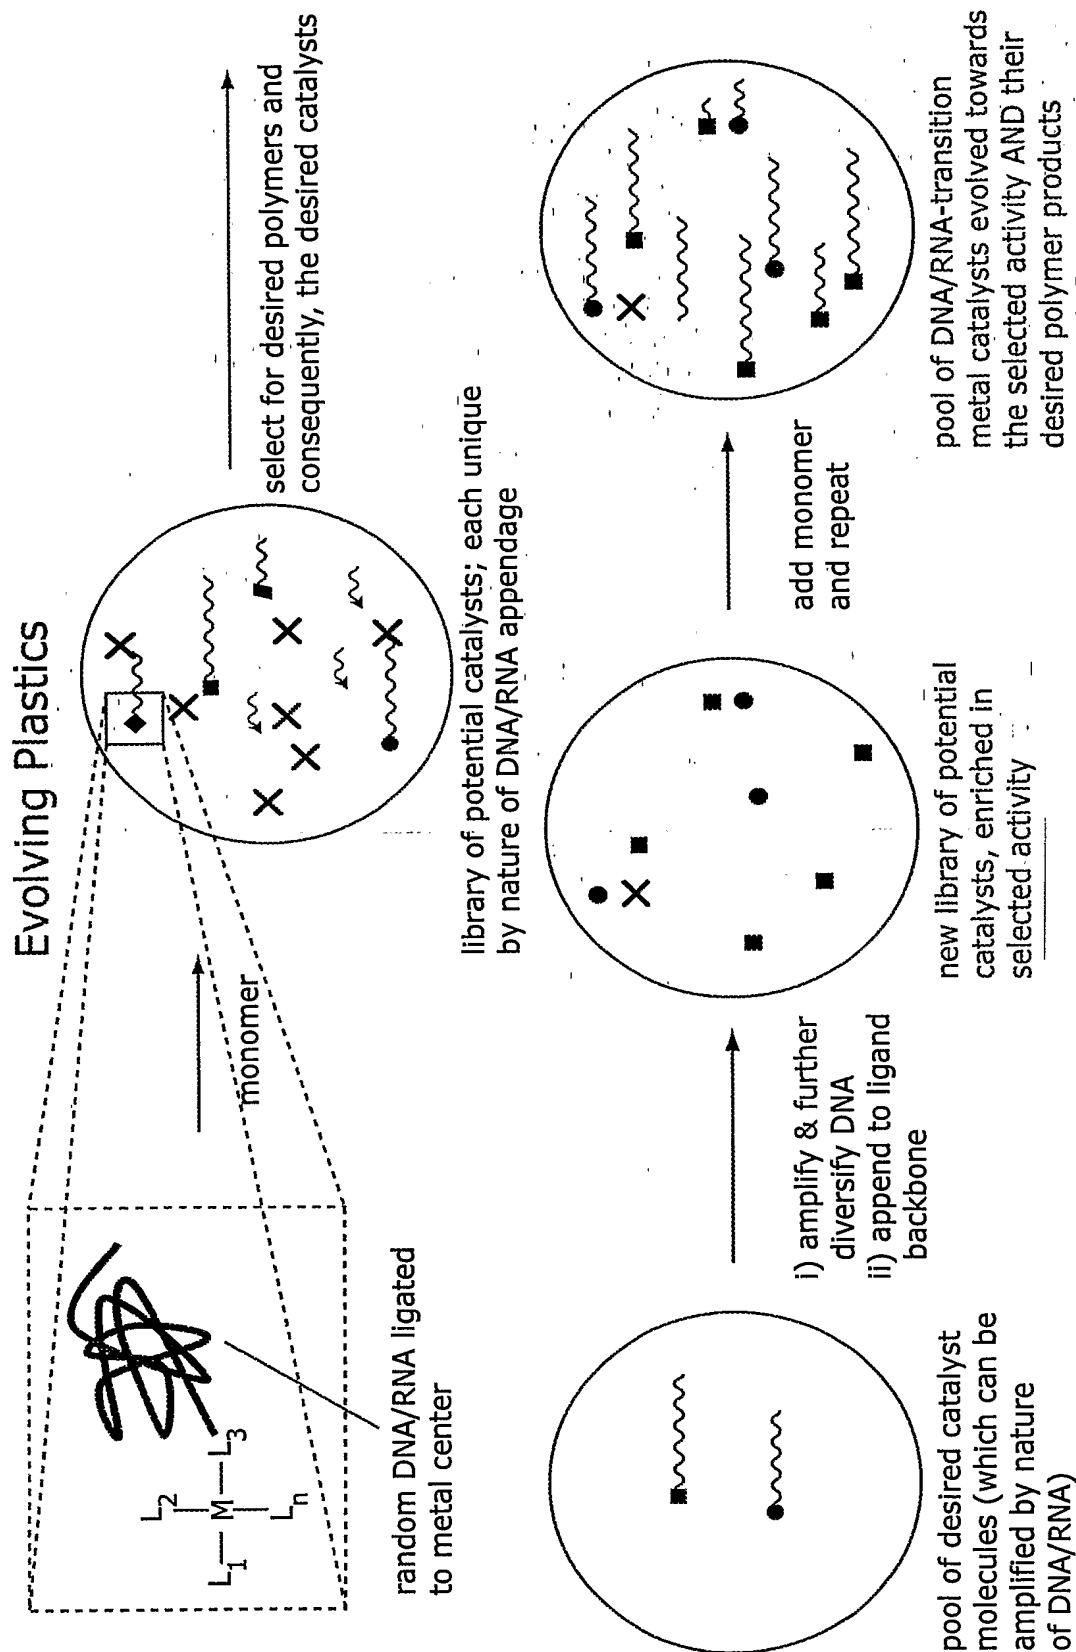 Evolving Plastics
L2
L1—M—L3
Ln
random DNA/RNA ligated
to metal center
monomer
library of potential catalysts; each unique
by nature of DNA/RNA appendage
select for desired polymers and
consequently, the desired catalysts
pool of desired catalyst
molecules (which can be
amplified by nature
of DNA/RNA)
i) amplify & further
diversify DNA
ii) append to ligand
backbone
new library of potential
catalysts, enriched in
selected activity
add monomer
and repeat
pool of DNA/RNA-transition
metal catalysts evolved towards
the selected activity AND their
desired polymer products